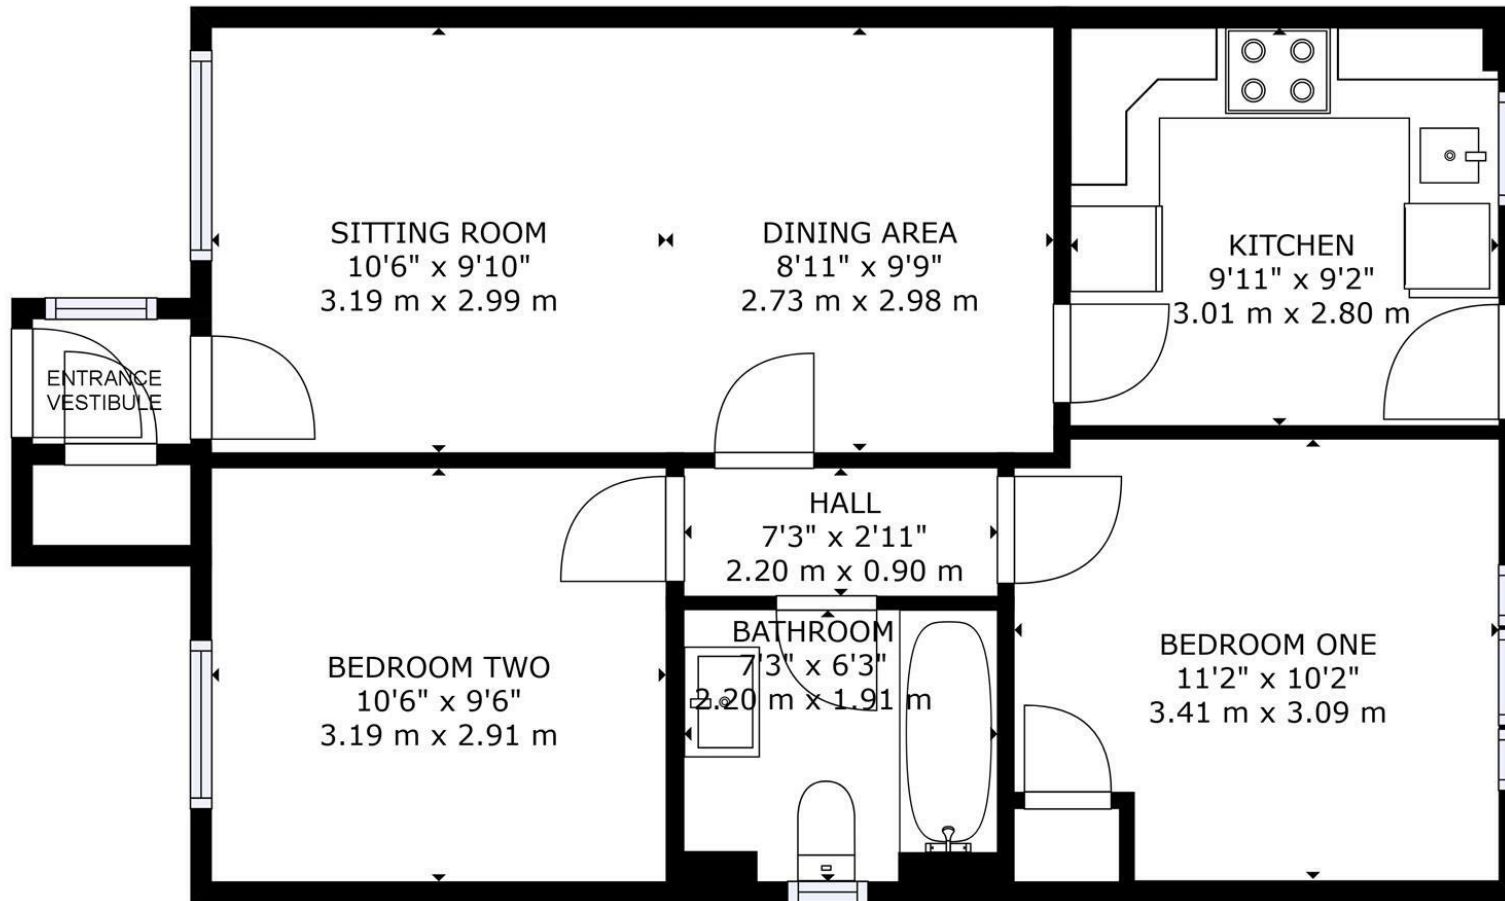 SITTING ROOM
10'6" x 9'10"
3.19 m x 2.99 m
DINING AREA
8'11" x 9'9"
2.73 m x 2.98 m
KITCHEN
9'11" x 9'2"
3.01 m x 2.80 m
ENTRANCE
VESTIBULE
HALL
7'3" x 2'11"
2.20 m x 0.90 m
BEDROOM TWO
10'6" x 9'6"
3.19 m x 2.91 m
BATHROOM
7'3" x 6'3"
2.20 m x 1.91 m
BEDROOM ONE
11'2" x 10'2"
3.41 m x 3.09 m